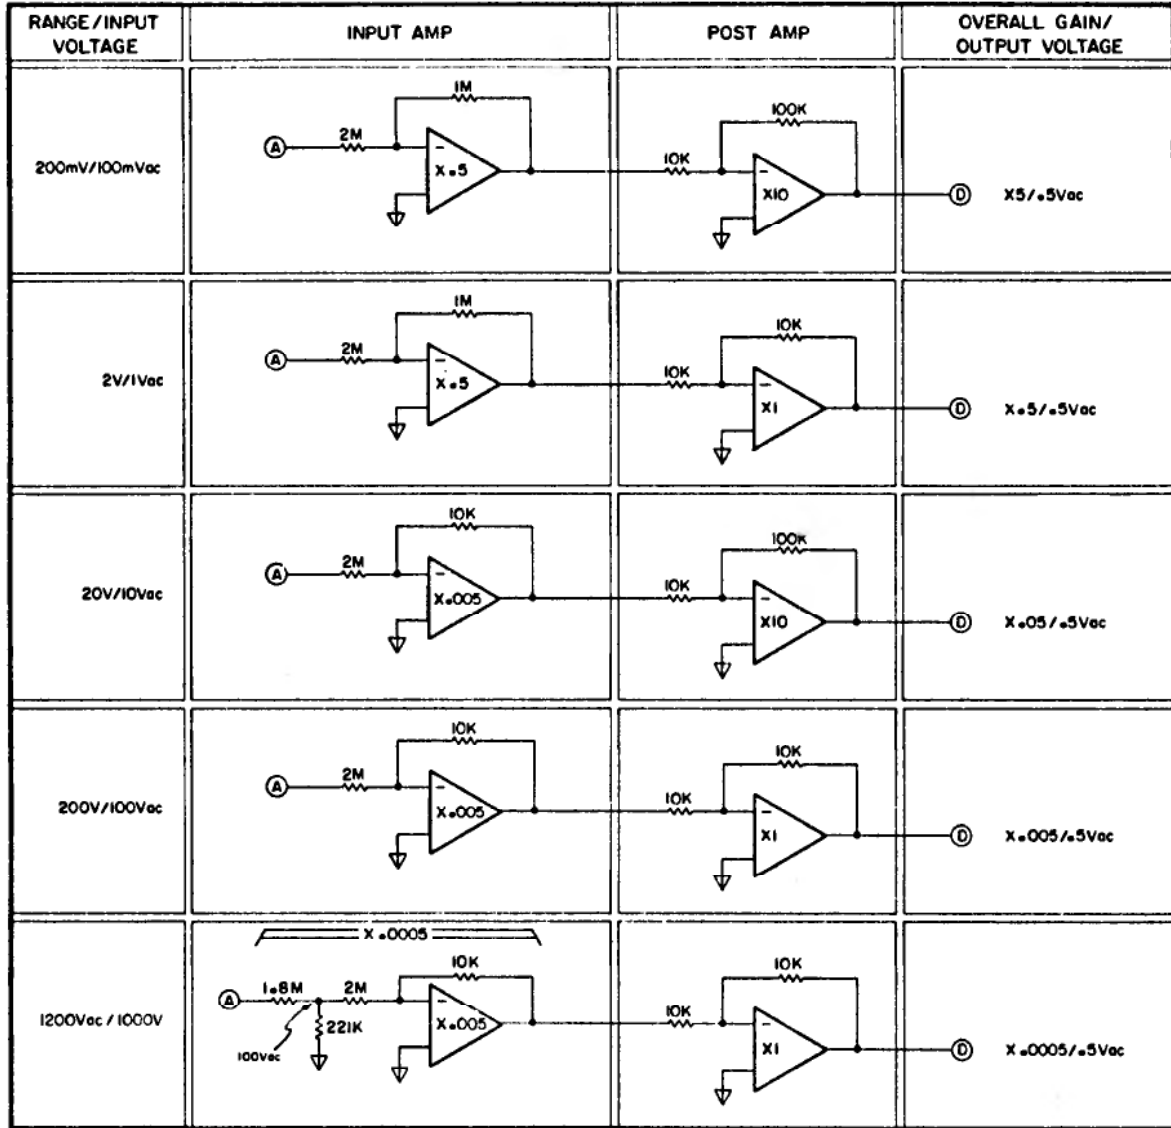 RANGE/INPUT
VOLTAGE
INPUT AMP
POST AMP
OVERALL GAIN/
OUTPUT VOLTAGE
200mV/100mVac
A
2M
1M
-
X.5
10K
100K
-
X10
D
X5/.5Vac
2V/1Vac
A
2M
1M
-
X.5
10K
10K
-
X1
D
X.5/.5Vac
20V/10Vac
A
2M
10K
-
X.005
10K
100K
-
X10
D
X.05/.5Vac
200V/100Vac
A
2M
10K
-
X.005
10K
10K
-
X1
D
X.005/.5Vac
1200Vac/1000V
X.0005
A
1.8M
2M
221K
100Vac
10K
-
X.005
10K
10K
-
X1
D
X.0005/.5Vac